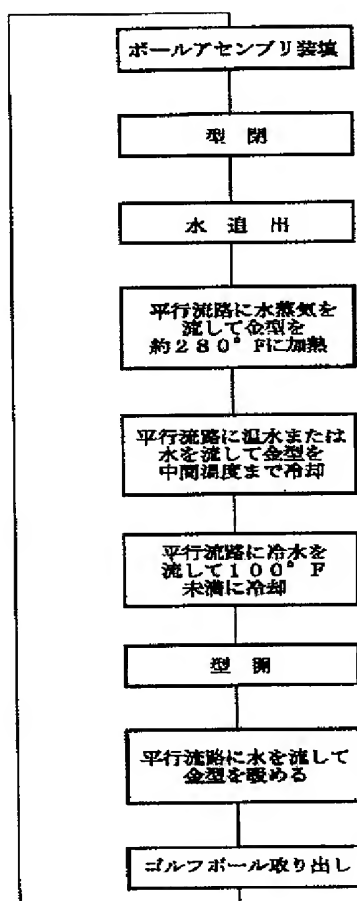 ボールアセンブリ装填
型 閉
水 追 出
平行流路に水蒸気を
流して金型を
約280°Fに加熱
平行流路に温水または
水を流して金型を
中間温度まで冷却
平行流路に冷水を
流して100°F
未満に冷却
型 開
平行流路に水を流して
金型を暖める
ゴルフボール取り出し